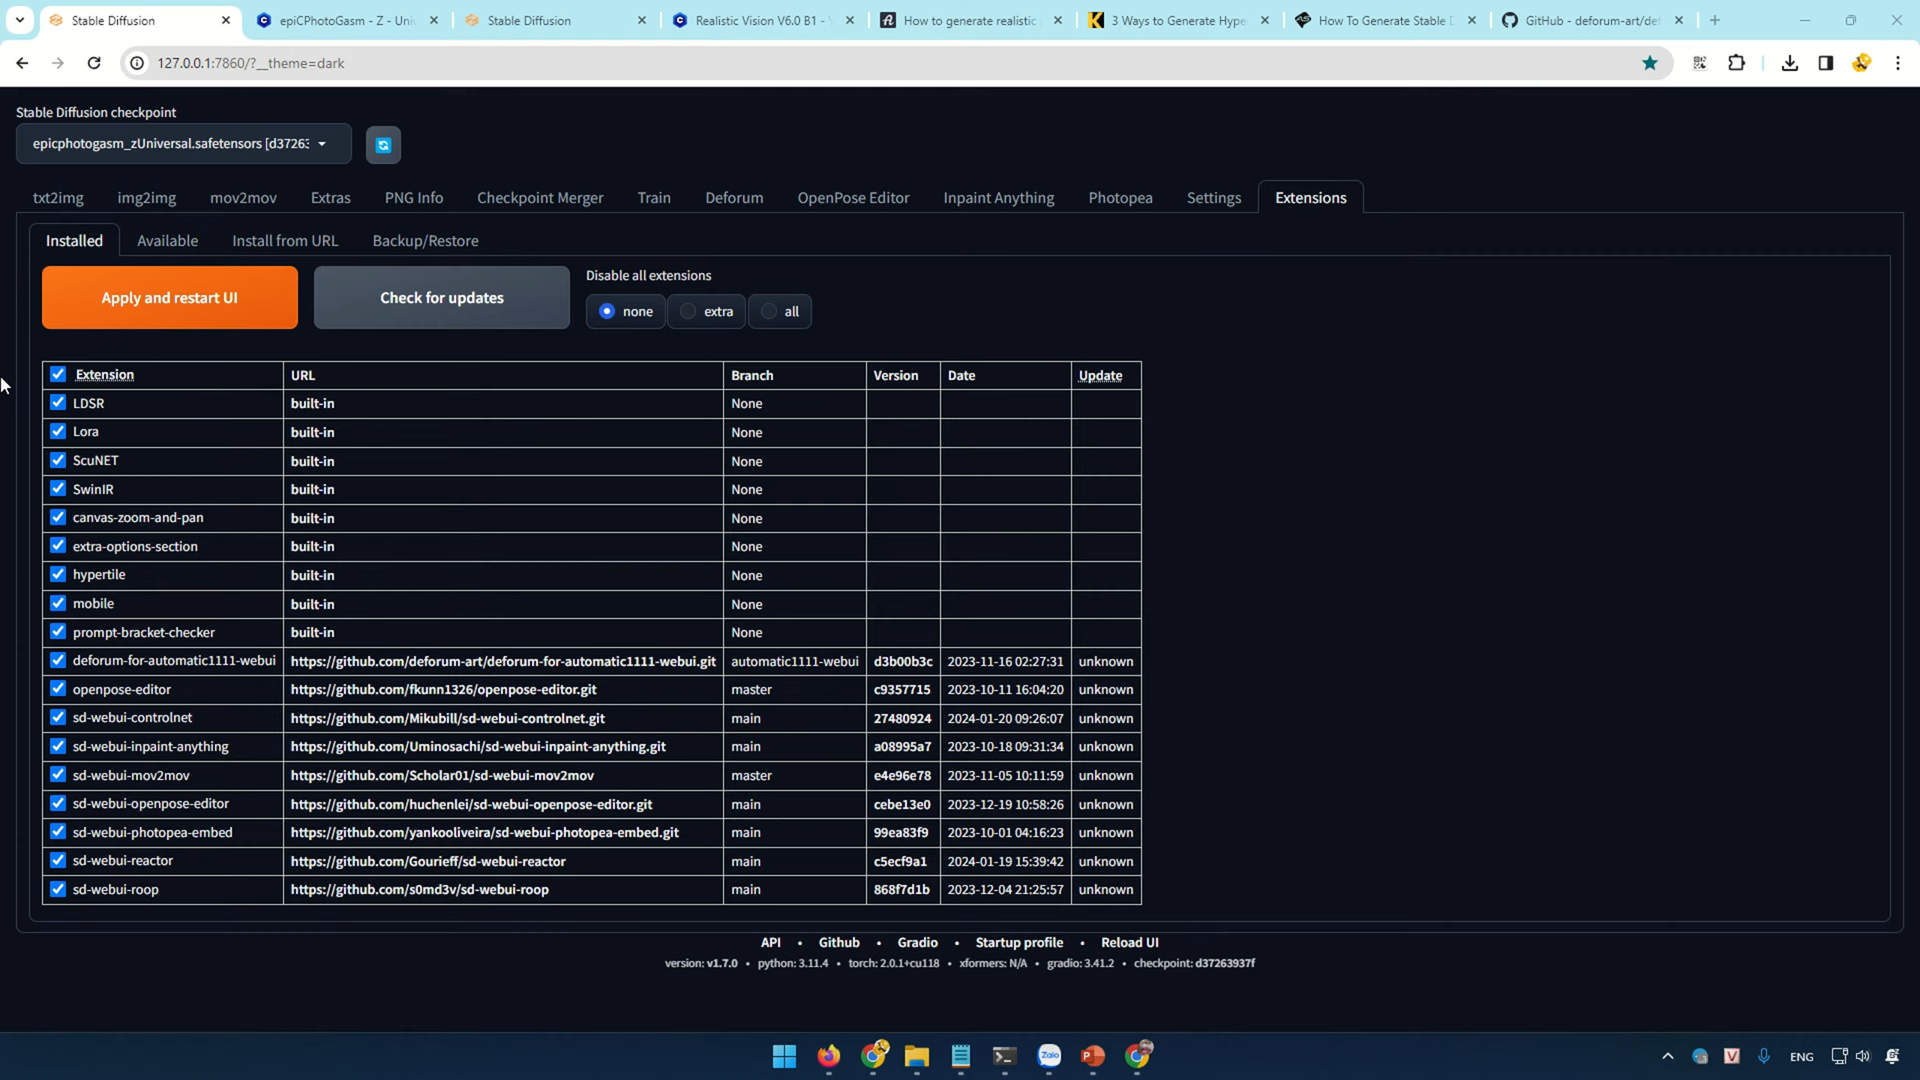 Stable Diffusion
epiCPhotoGasm - Z - Uni
Stable Diffusion
Realistic Vision V6.0 B1 -
How to generate realistic
3 Ways to Generate Hype
How To Generate Stable D
GitHub - deforum-art/def
127.0.0.1:7860/?__theme=dark
Stable Diffusion checkpoint
epicphotogasm_zUniversal.safetensors [d37263
txt2img img2img mov2mov Extras PNG Info Checkpoint Merger Train Deforum OpenPose Editor Inpaint Anything Photopea Settings Extensions
Installed Available Install from URL Backup/Restore
Apply and restart UI
Check for updates
Disable all extensions
none extra all
Extension URL Branch Version Date Update
LDSR built-in None
Lora built-in None
ScuNET built-in None
SwinIR built-in None
canvas-zoom-and-pan built-in None
extra-options-section built-in None
hypertile built-in None
mobile built-in None
prompt-bracket-checker built-in None
deforum-for-automatic1111-webui https://github.com/deforum-art/deforum-for-automatic1111-webui.git automatic1111-webui d3b00b3c 2023-11-16 02:27:31 unknown
openpose-editor https://github.com/fkunn1326/openpose-editor.git master c9357715 2023-10-11 16:04:20 unknown
sd-webui-controlnet https://github.com/Mikubill/sd-webui-controlnet.git main 27480924 2024-01-20 09:26:07 unknown
sd-webui-inpaint-anything https://github.com/Uminosachi/sd-webui-inpaint-anything.git main a08995a7 2023-10-18 09:31:34 unknown
sd-webui-mov2mov https://github.com/Scholar01/sd-webui-mov2mov master e4e96e78 2023-11-05 10:11:59 unknown
sd-webui-openpose-editor https://github.com/huchenlei/sd-webui-openpose-editor.git main cebe13e0 2023-12-19 10:58:26 unknown
sd-webui-photopea-embed https://github.com/yankooliveira/sd-webui-photopea-embed.git main 99ea83f9 2023-10-01 04:16:23 unknown
sd-webui-reactor https://github.com/Gourieff/sd-webui-reactor main c5ecf9a1 2024-01-19 15:39:42 unknown
sd-webui-roop https://github.com/s0md3v/sd-webui-roop main 868f7d1b 2023-12-04 21:25:57 unknown
API • Github • Gradio • Startup profile • Reload UI
version: v1.7.0 • python: 3.11.4 • torch: 2.0.1+cu118 • xformers: N/A • gradio: 3.41.2 • checkpoint: d37263937f
Zalo
V
ENG